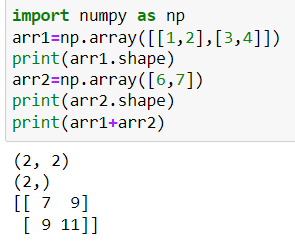 import numpy as np
arr1=np.array([[1,2],[3,4]])
print(arr1.shape)
arr2=np.array([6,7])
print(arr2.shape)
print(arr1+arr2)
(2, 2)
(2,)
[[ 7  9]
 [ 9 11]]